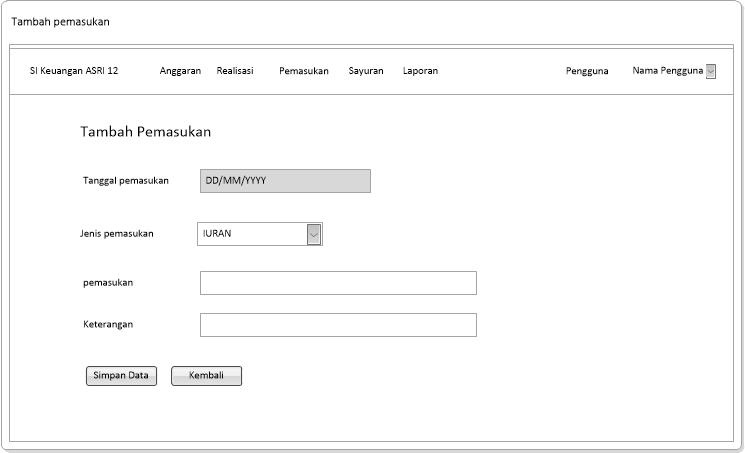 Tambah pemasukan
SI Keuangan ASRI 12 Anggaran Realisasi Pemasukan Sayuran Laporan Pengguna Nama Pengguna
Tambah Pemasukan
Tanggal pemasukan DD/MM/YYYY
Jenis pemasukan IURAN
pemasukan
Keterangan
Simpan Data Kembali